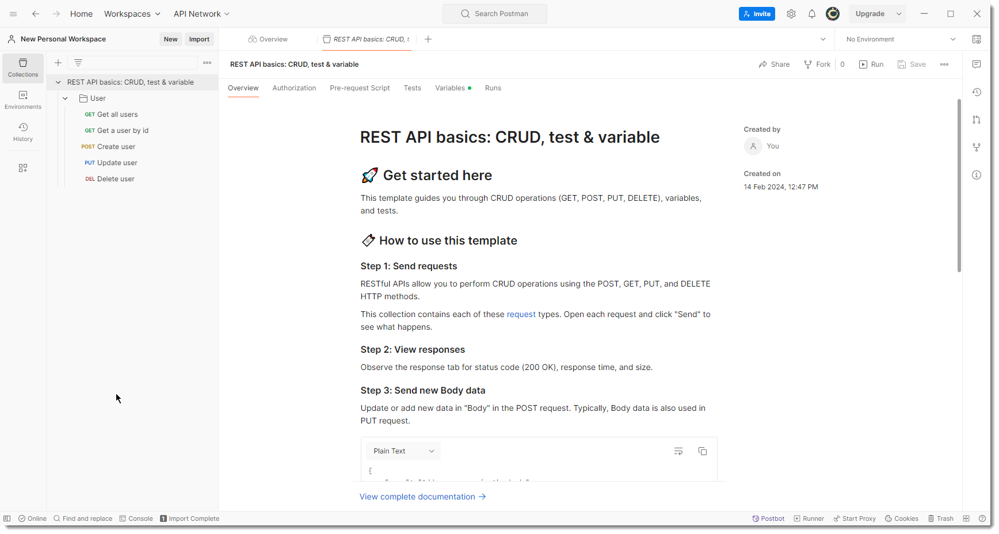 Home Workspaces API Network Search Postman Invite Upgrade
New Personal Workspace New Import Overview REST API basics: CRUD, t No Environment
Collections
Environments
History
REST API basics: CRUD, test & variable
User
GET Get all users
GET Get a user by id
POST Create user
PUT Update user
DEL Delete user
REST API basics: CRUD, test & variable Share Fork 0 Run Save
Overview Authorization Pre-request Script Tests Variables Runs
REST API basics: CRUD, test & variable
Get started here
This template guides you through CRUD operations (GET, POST, PUT, DELETE), variables,
and tests.
How to use this template
Step 1: Send requests
RESTful APIs allow you to perform CRUD operations using the POST, GET, PUT, and DELETE
HTTP methods.
This collection contains each of these request types. Open each request and click "Send" to
see what happens.
Step 2: View responses
Observe the response tab for status code (200 OK), response time, and size.
Step 3: Send new Body data
Update or add new data in "Body" in the POST request. Typically, Body data is also used in
PUT request.
Plain Text
{
View complete documentation →
Created by
You
Created on
14 Feb 2024, 12:47 PM
Online Find and replace Console 1 Import Complete Postbot Runner Start Proxy Cookies Trash